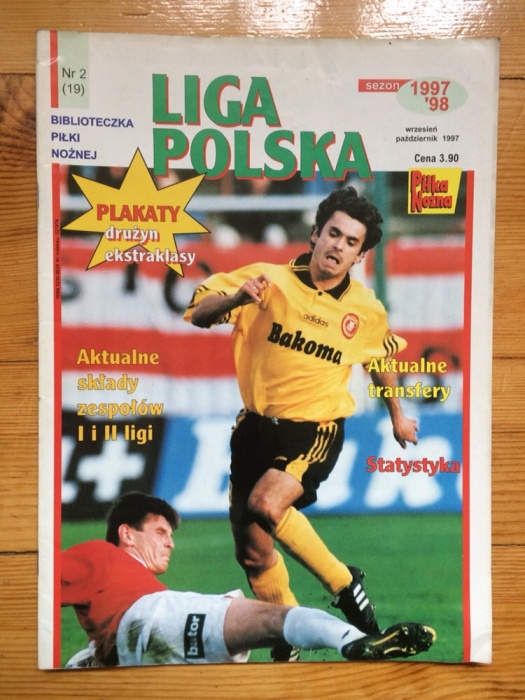 Nr 2
(19)
BIBLIOTECZKA
PIŁKI
NOŻNEJ
LIGA
POLSKA
sezon
1997
'98
wrzesień
październik 1997
Cena 3.90
Piłka
Nożna
PLAKATY
drużyn
ekstraklasy
adidas
Bakoma
Aktualne
składy
zespołów
I i II ligi
Aktualne
transfery
Statystyka